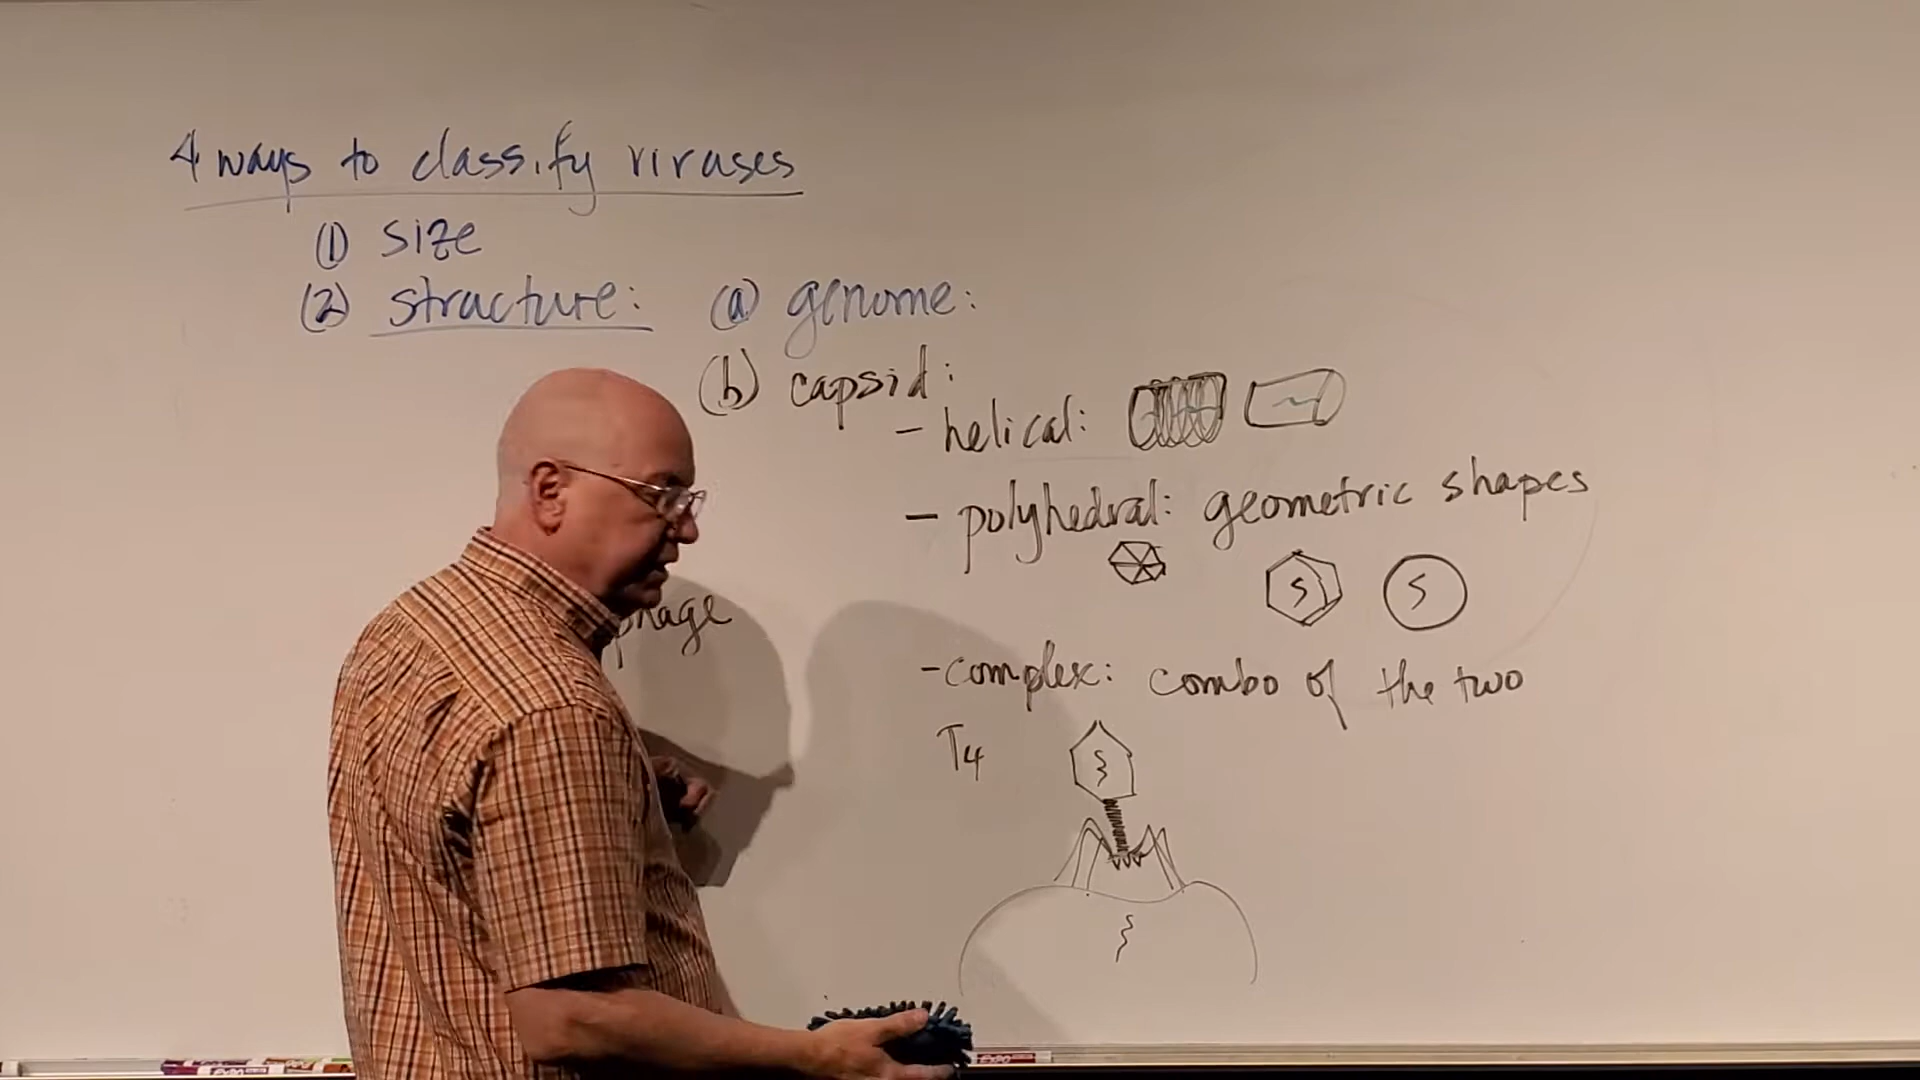 4 ways to classify viruses
(1) size
(2) structure: (a) genome:
(b) capsid:
- helical:
- polyhedral: geometric shapes
- complex: combo of the two
T4
EXPO